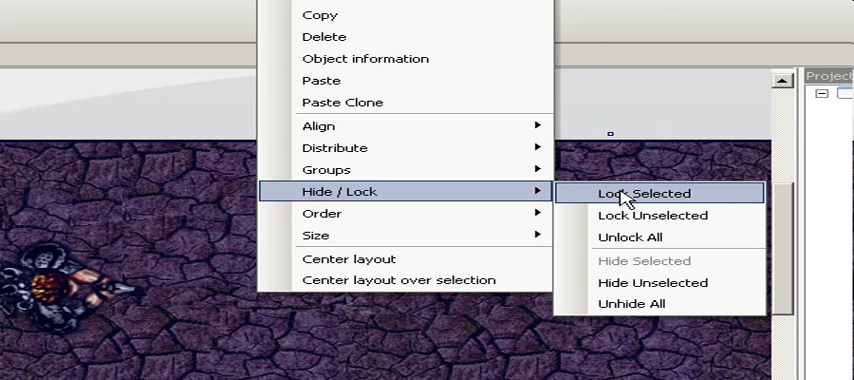 Copy
Delete
Object information
Paste
Paste Clone
Align
Distribute
Groups
Hide / Lock
Order
Size
Center layout
Center layout over selection
Lock Selected
Lock Unselected
Unlock All
Hide Selected
Hide Unselected
Unhide All
Project